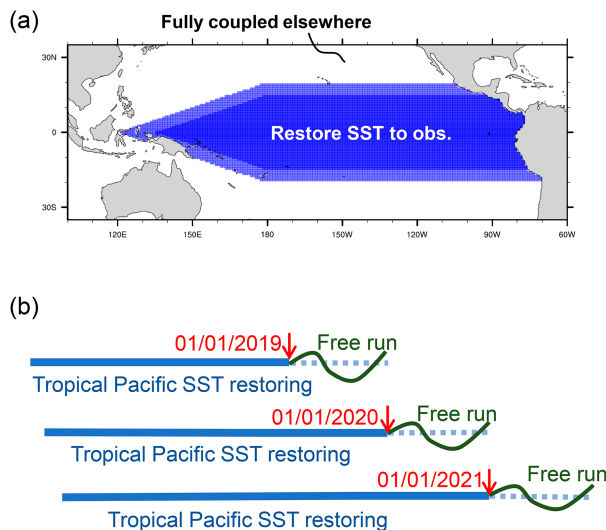 (a)
Fully coupled elsewhere
30N
0
30S
Restore SST to obs.
120E 150E 180 150W 120W 90W 60W
(b)
01/01/2019
Free run
Tropical Pacific SST restoring
01/01/2020
Free run
Tropical Pacific SST restoring
01/01/2021
Free run
Tropical Pacific SST restoring